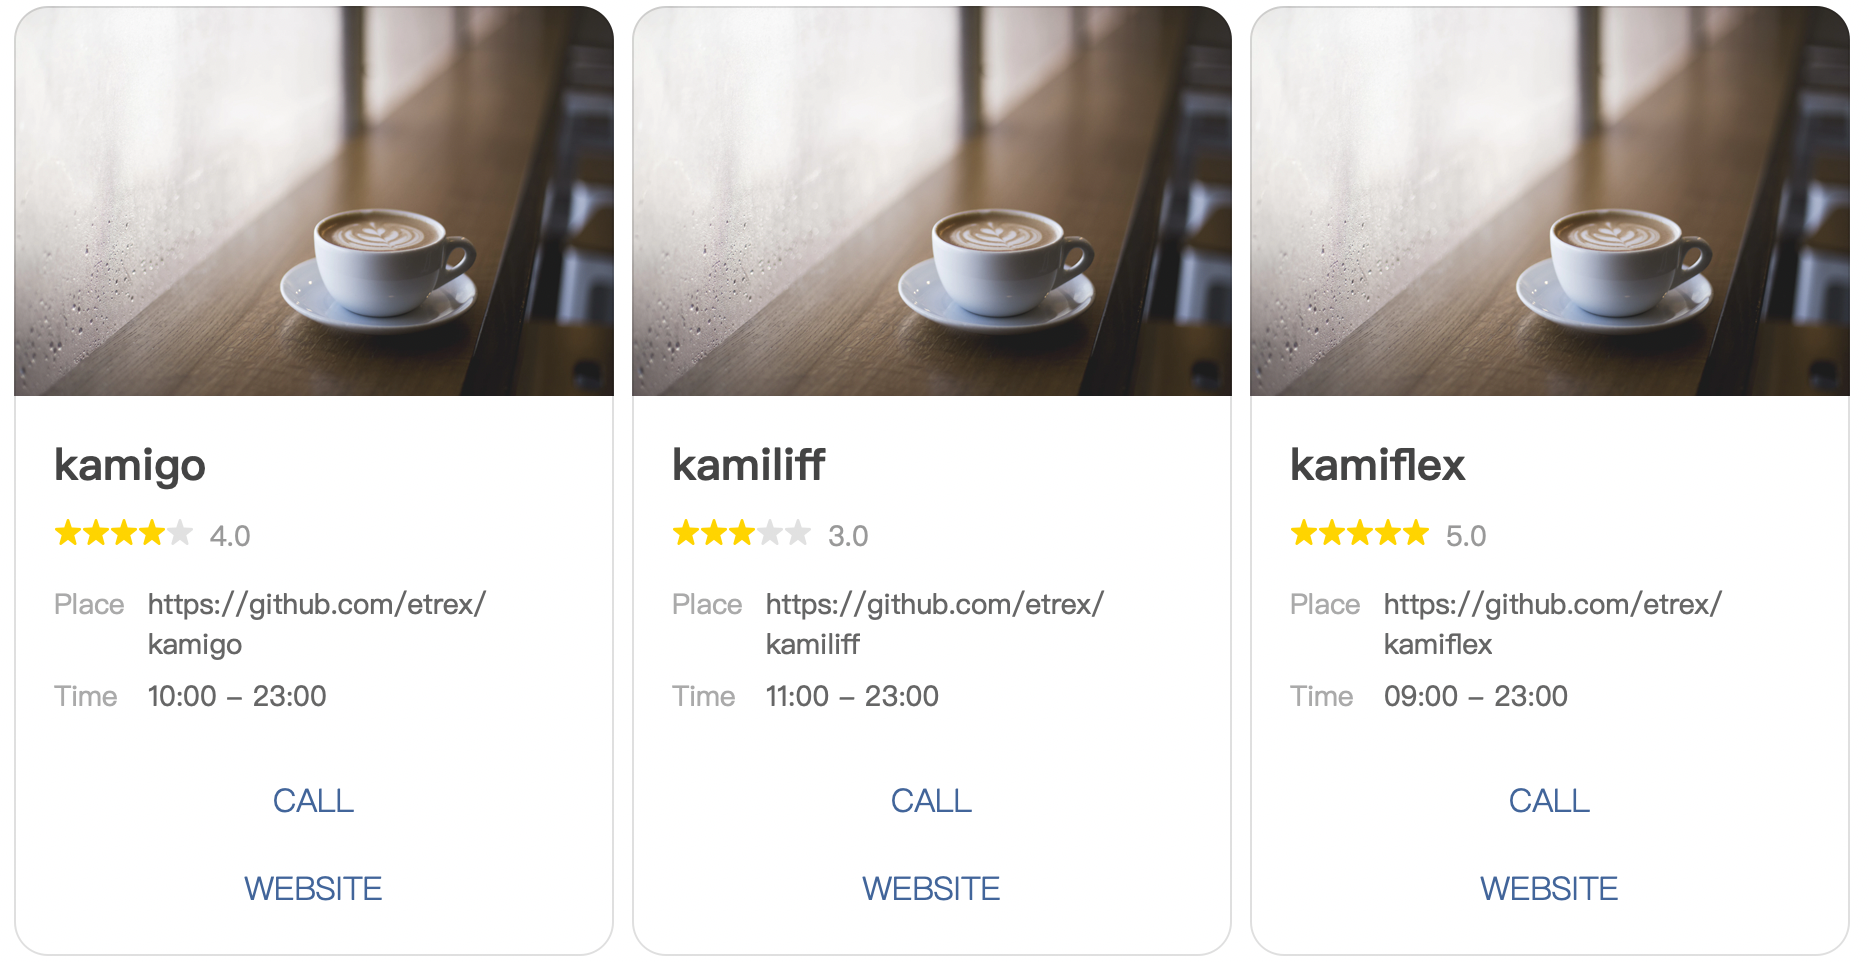 kamigo
4.0
Place https://github.com/etrex/
kamigo
Time 10:00 - 23:00
CALL
WEBSITE
kamiliff
3.0
Place https://github.com/etrex/
kamiliff
Time 11:00 - 23:00
CALL
WEBSITE
kamiflex
5.0
Place https://github.com/etrex/
kamiflex
Time 09:00 - 23:00
CALL
WEBSITE